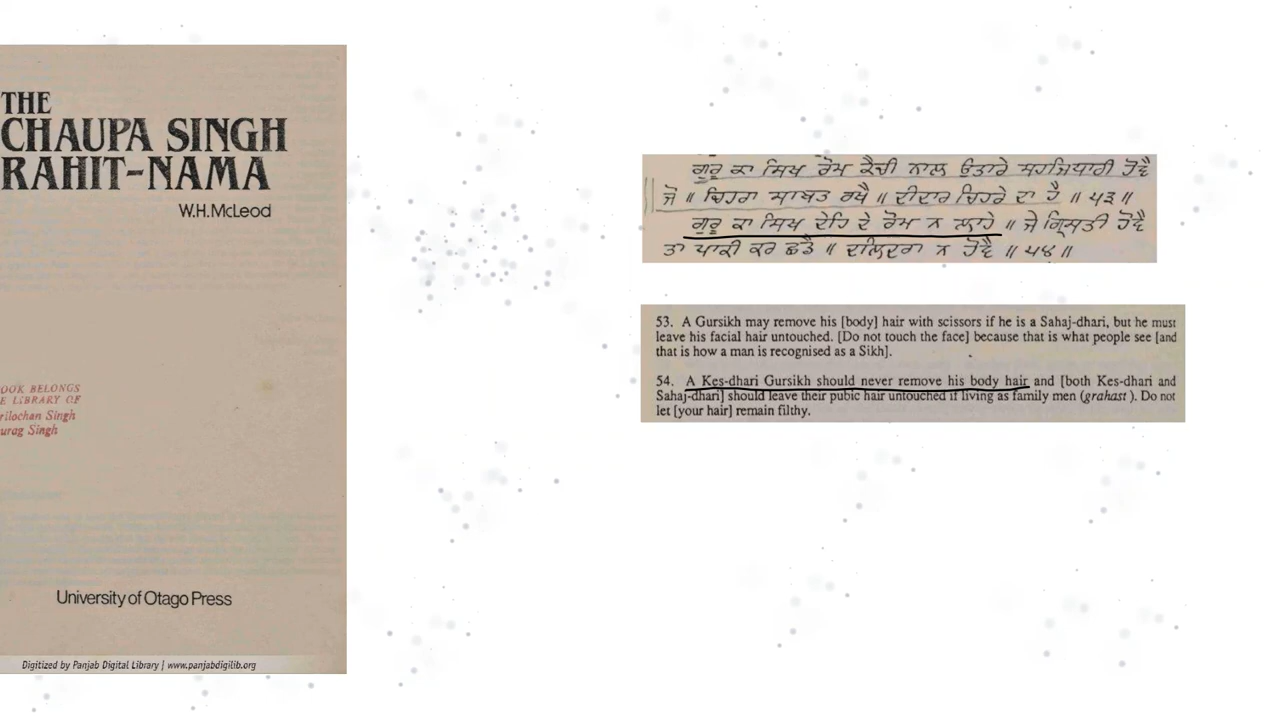 THE
CHAUPA SINGH
RAHIT-NAMA
W.H.McLeod
OOK BELONGS
E LIBRARY OF
rilochan Singh
urag Singh
University of Otago Press
Digitized by Panjab Digital Library | www.panjabdigilib.org
ਗੁਰੂ ਕਾ ਸਿਖ ਰੋਮ ਕੈਚੀ ਨਾਲ ਉਤਾਰੇ ਸਹਜਿਧਾਰੀ ਹੋਵੈ
ਜੋ ॥ ਚਿਹਰਾ ਸਾਬਤ ਰਖੈ ॥ ਦੀਦਾਰ ਚਿਹਰੇ ਦਾ ਹੈ ॥ ੫੩ ॥
ਗੁਰੂ ਕਾ ਸਿਖ ਦੇਹਿ ਦੇ ਰੋਮ ਨ ਲਾਹੇ ॥ ਜੇ ਗ੍ਰਿਸਤੀ ਹੋਵੈ
ਤਾ ਪਾਕੀ ਕਰ ਛਡੈ ॥ ਦਲਿਦਰਾ ਨ ਹੋਵੈ ॥ ੫੪ ॥
53. A Gursikh may remove his [body] hair with scissors if he is a Sahaj-dhari, but he must
leave his facial hair untouched. [Do not touch the face] because that is what people see [and
that is how a man is recognised as a Sikh].
54. A Kes-dhari Gursikh should never remove his body hair and [both Kes-dhari and
Sahaj-dhari] should leave their pubic hair untouched if living as family men (grahast ). Do not
let [your hair] remain filthy.